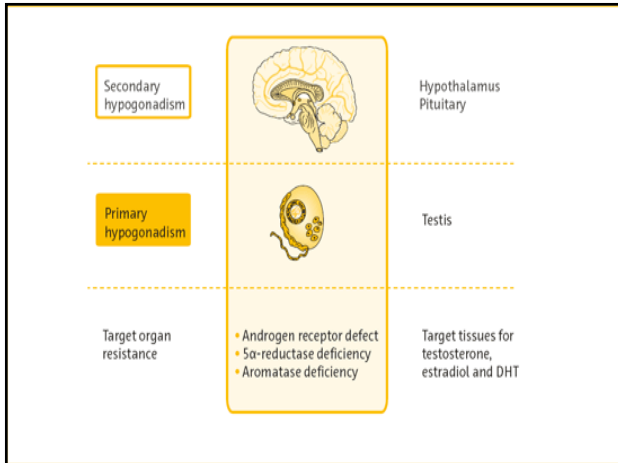 Secondary
hypogonadism
Hypothalamus
Pituitary
Primary
hypogonadism
Testis
Target organ
resistance
• Androgen receptor defect
• 5α-reductase deficiency
• Aromatase deficiency
Target tissues for
testosterone,
estradiol and DHT